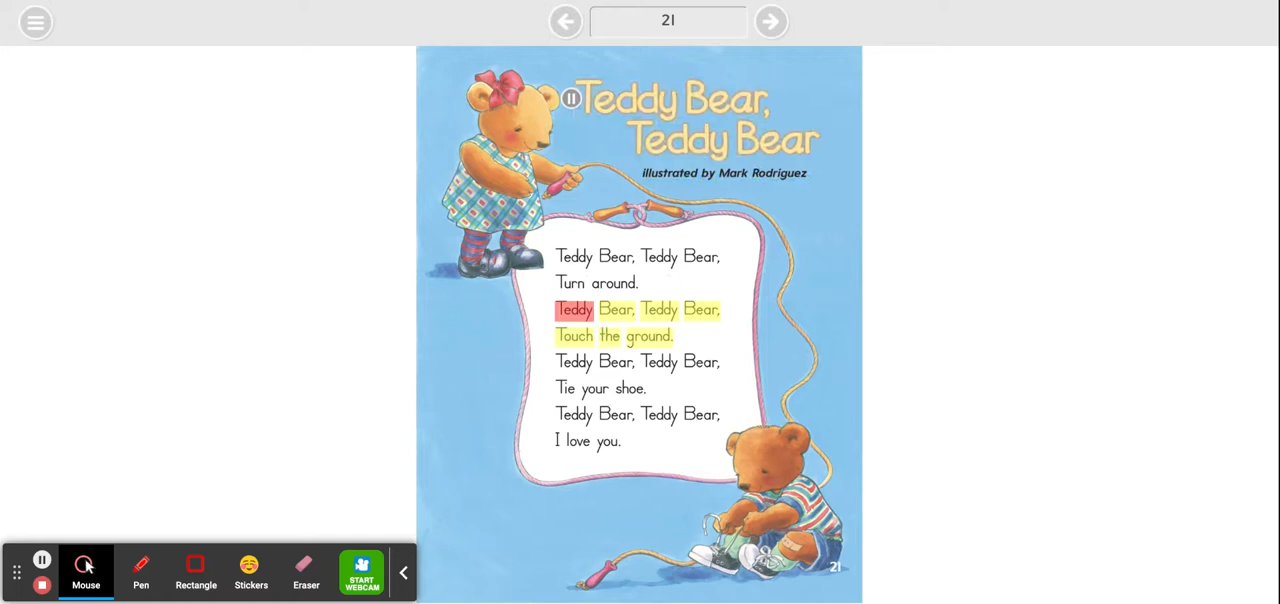 21
Teddy Bear,
Teddy Bear
illustrated by Mark Rodriguez
Teddy Bear, Teddy Bear,
Turn around.
Teddy Bear, Teddy Bear,
Touch the ground.
Teddy Bear, Teddy Bear,
Tie your shoe.
Teddy Bear, Teddy Bear,
I love you.
21
Mouse
Pen
Rectangle
Stickers
Eraser
START
WEBCAM